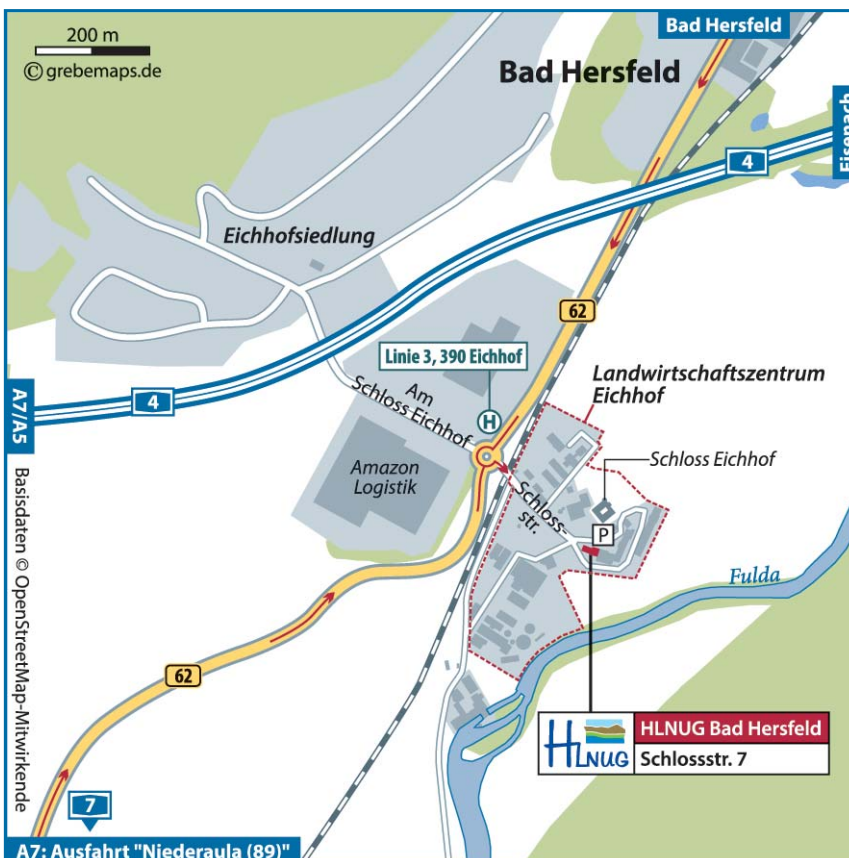 200 m
© grebemaps.de
Bad Hersfeld
Bad Hersfeld
Eisenach
4
Eichhofsiedlung
62
Linie 3, 390 Eichhof
H
Landwirtschaftszentrum
Eichhof
A7/A5
4
Am
Schloss Eichhof
Schloss Eichhof
Amazon
Logistik
Schloss-
str.
P
Fulda
Basisdaten © OpenStreetMap-Mitwirkende
62
HLNUG
HLNUG Bad Hersfeld
Schlossstr. 7
7
A7: Ausfahrt "Niederaula (89)"